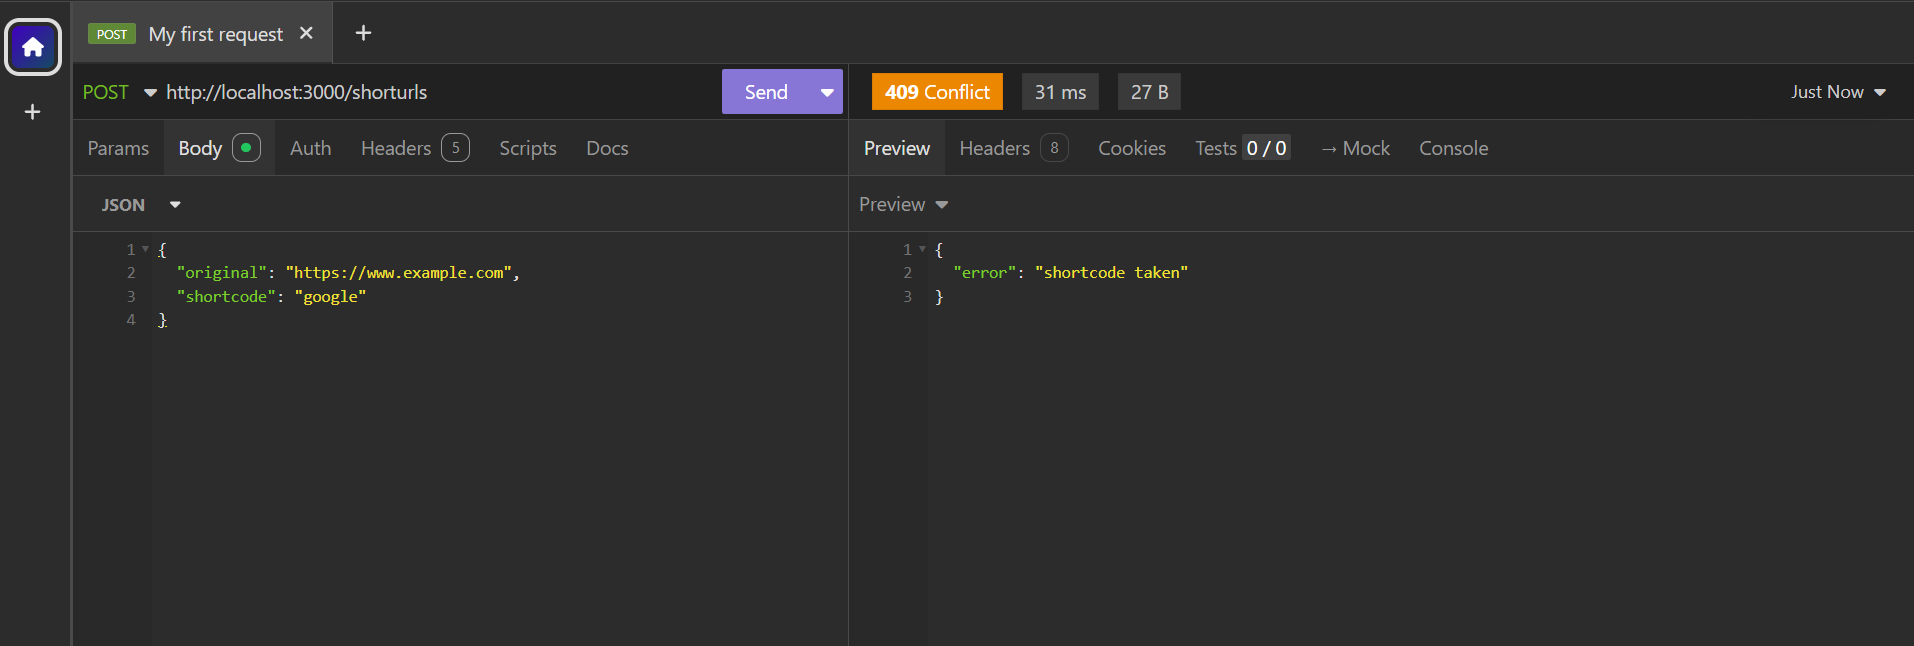 POST My first request
POST http://localhost:3000/shorturls Send 409 Conflict 31 ms 27 B Just Now
Params Body Auth Headers 5 Scripts Docs Preview Headers 8 Cookies Tests 0 / 0 → Mock Console
JSON Preview
1 {
2 "original": "https://www.example.com",
3 "shortcode": "google"
4 }
1 {
2 "error": "shortcode taken"
3 }